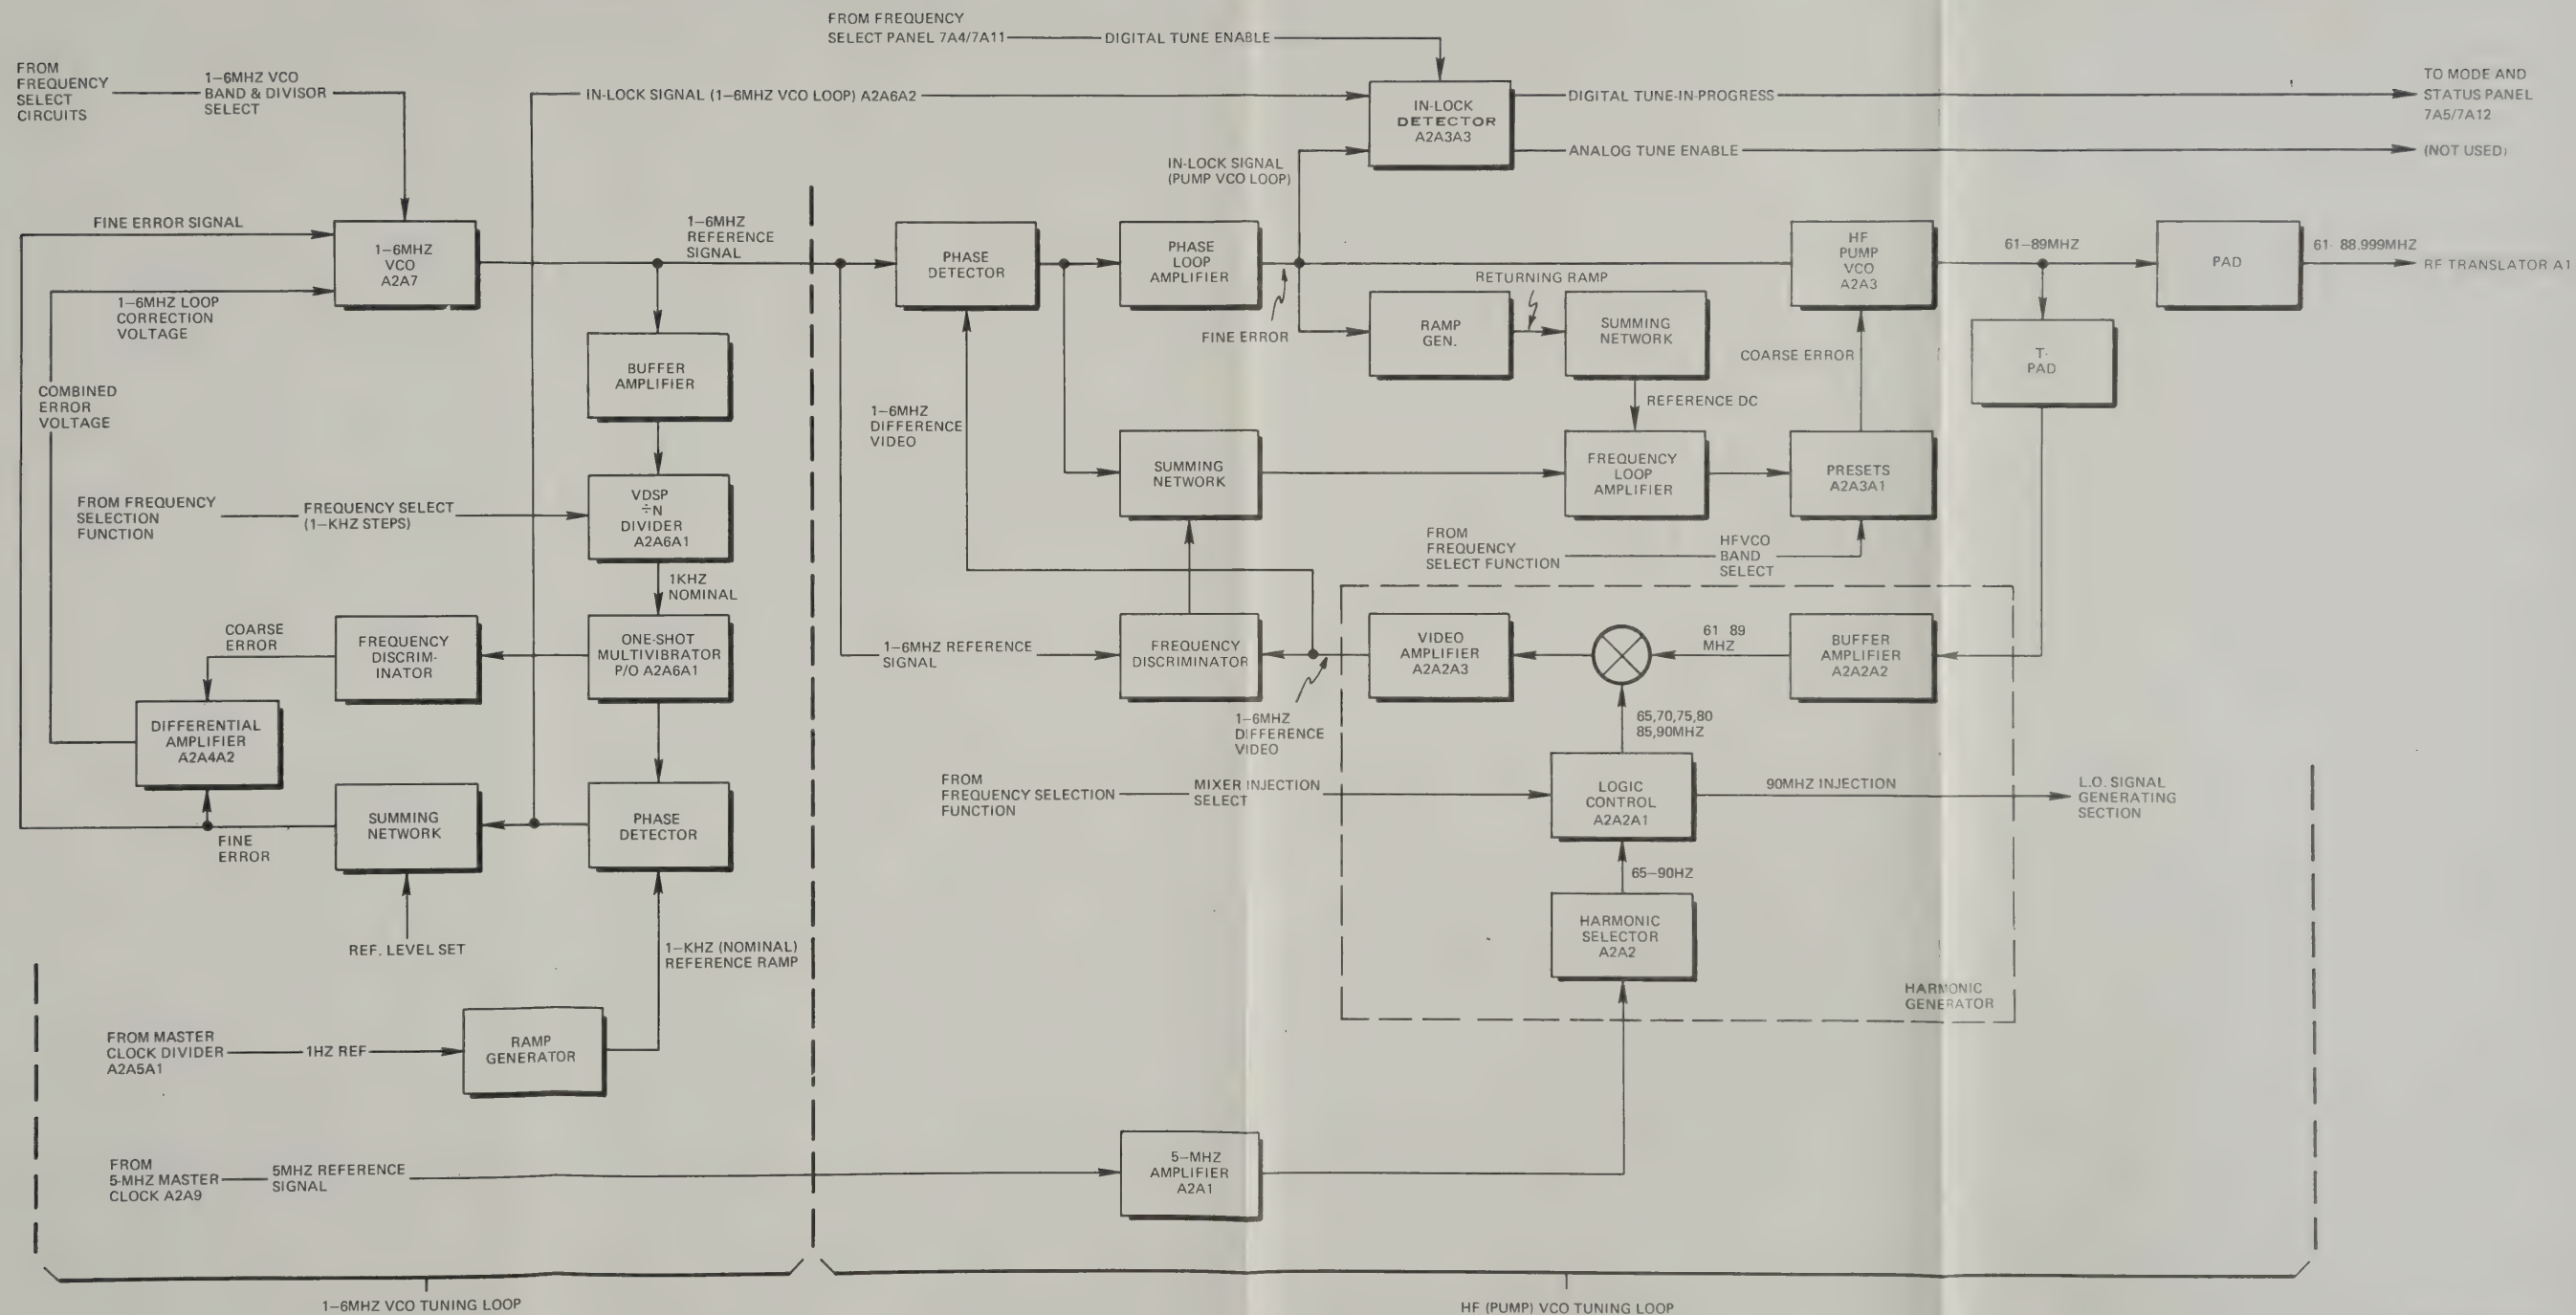 FROM FREQUENCY
SELECT PANEL 7A4/7A11
DIGITAL TUNE ENABLE
FROM
FREQUENCY
SELECT
CIRCUITS
1-6MHZ VCO
BAND & DIVISOR
SELECT
IN-LOCK SIGNAL (1-6MHZ VCO LOOP) A2A6A2
IN-LOCK
DETECTOR
A2A3A3
DIGITAL TUNE-IN-PROGRESS
TO MODE AND
STATUS PANEL
7A5/7A12
ANALOG TUNE ENABLE
(NOT USED)
IN-LOCK SIGNAL
(PUMP VCO LOOP)
FINE ERROR SIGNAL
1-6MHZ
VCO
A2A7
1-6MHZ
REFERENCE
SIGNAL
PHASE
DETECTOR
PHASE
LOOP
AMPLIFIER
HF
PUMP
VCO
A2A3
61-89MHZ
PAD
61 88.999MHZ
RF TRANSLATOR A1
1-6MHZ LOOP
CORRECTION
VOLTAGE
RETURNING RAMP
FINE ERROR
RAMP
GEN.
SUMMING
NETWORK
COARSE ERROR
T-
PAD
BUFFER
AMPLIFIER
COMBINED
ERROR
VOLTAGE
1-6MHZ
DIFFERENCE
VIDEO
REFERENCE DC
SUMMING
NETWORK
FREQUENCY
LOOP
AMPLIFIER
PRESETS
A2A3A1
FROM FREQUENCY
SELECTION
FUNCTION
FREQUENCY SELECT
(1-KHZ STEPS)
VDSP
÷N
DIVIDER
A2A6A1
FROM
FREQUENCY
SELECT FUNCTION
HFVCO
BAND
SELECT
1KHZ
NOMINAL
COARSE
ERROR
FREQUENCY
DISCRIM-
INATOR
ONE-SHOT
MULTIVIBRATOR
P/O A2A6A1
1-6MHZ REFERENCE
SIGNAL
FREQUENCY
DISCRIMINATOR
VIDEO
AMPLIFIER
A2A2A3
61 89
MHZ
BUFFER
AMPLIFIER
A2A2A2
DIFFERENTIAL
AMPLIFIER
A2A4A2
1-6MHZ
DIFFERENCE
VIDEO
65,70,75,80
85,90MHZ
FROM
FREQUENCY SELECTION
FUNCTION
MIXER INJECTION
SELECT
LOGIC
CONTROL
A2A2A1
90MHZ INJECTION
L.O. SIGNAL
GENERATING
SECTION
SUMMING
NETWORK
PHASE
DETECTOR
FINE
ERROR
65-90HZ
HARMONIC
SELECTOR
A2A2
REF. LEVEL SET
1-KHZ (NOMINAL)
REFERENCE RAMP
HARMONIC
GENERATOR
FROM MASTER
CLOCK DIVIDER
A2A5A1
1HZ REF
RAMP
GENERATOR
FROM
5-MHZ MASTER
CLOCK A2A9
5MHZ REFERENCE
SIGNAL
5-MHZ
AMPLIFIER
A2A1
1-6MHZ VCO TUNING LOOP
HF (PUMP) VCO TUNING LOOP